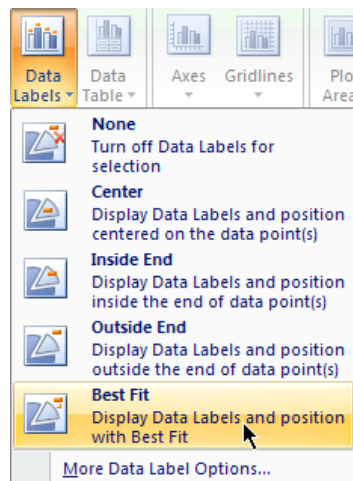 Data Labels
Data Table
Axes
Gridlines
None
Turn off Data Labels for
selection
Center
Display Data Labels and position
centered on the data point(s)
Inside End
Display Data Labels and position
inside the end of data point(s)
Outside End
Display Data Labels and position
outside the end of data point(s)
Best Fit
Display Data Labels and position
with Best Fit
More Data Label Options...